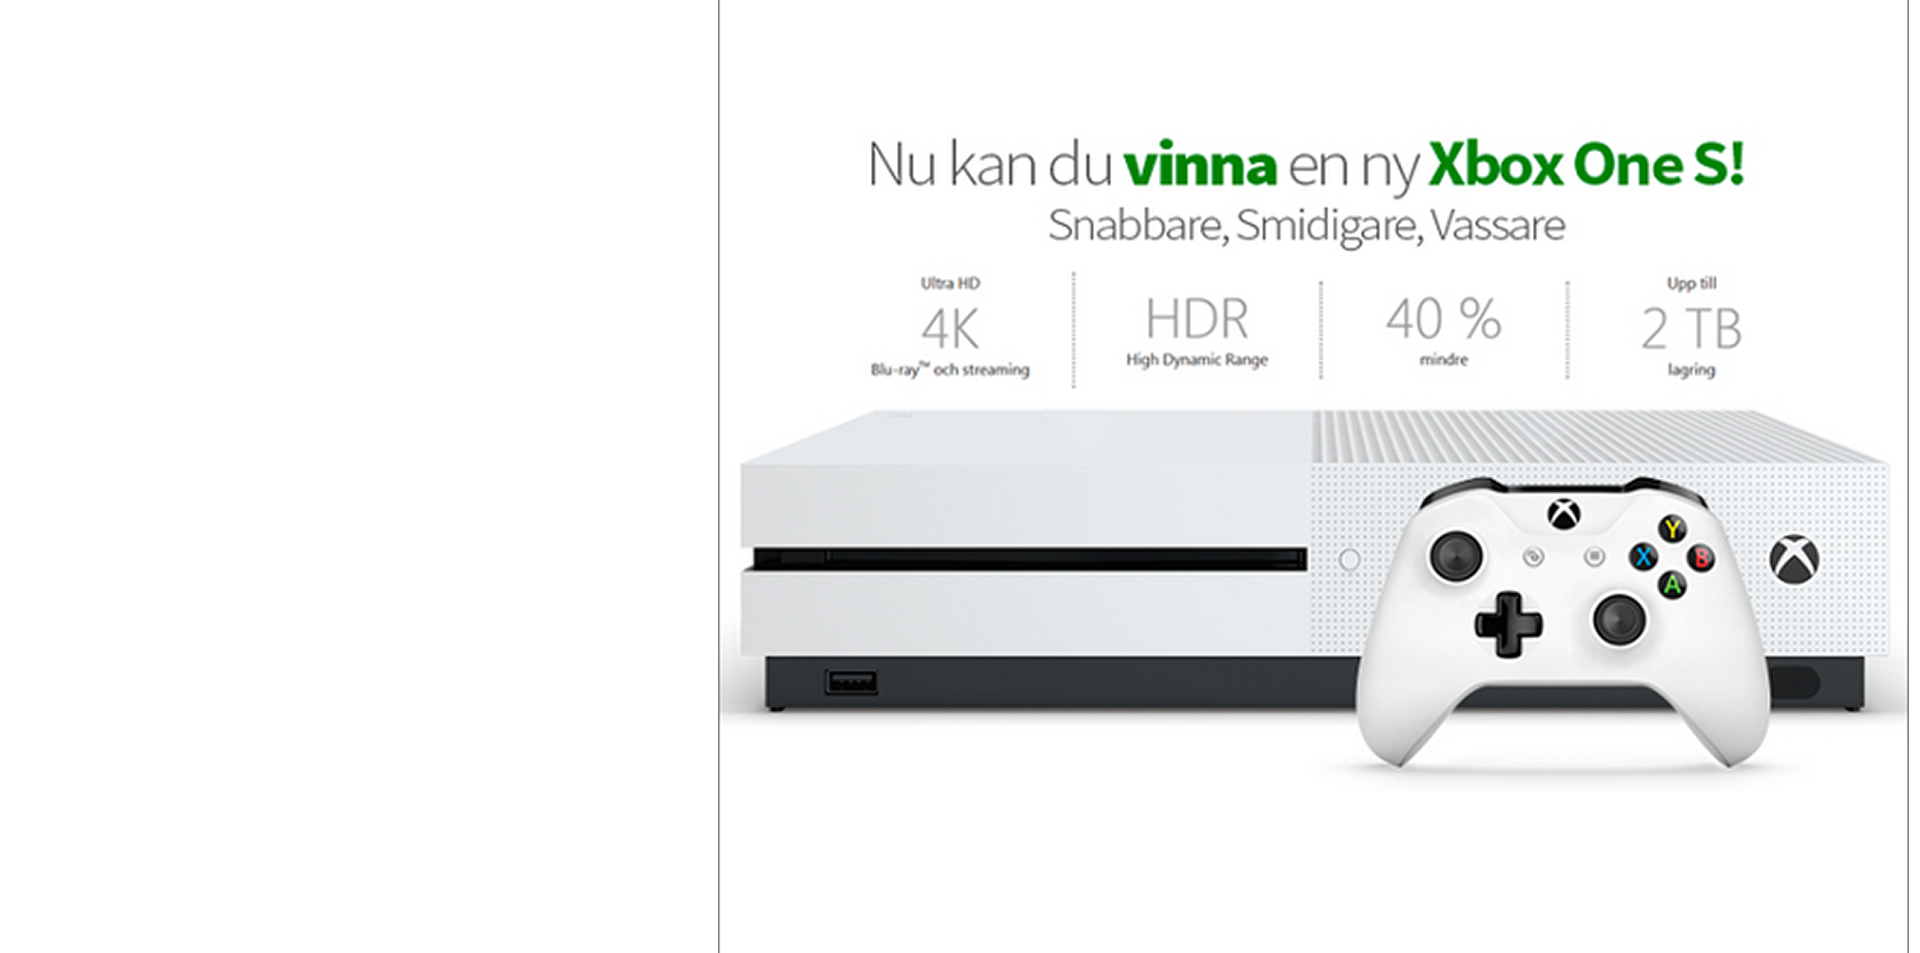 Nu kan du vinna en ny Xbox One S!
Snabbare, Smidigare, Vassare
Ultra HD
4K
Blu-ray™ och streaming
HDR
High Dynamic Range
40 %
mindre
Upp till
2 TB
lagring
Y
X
B
A